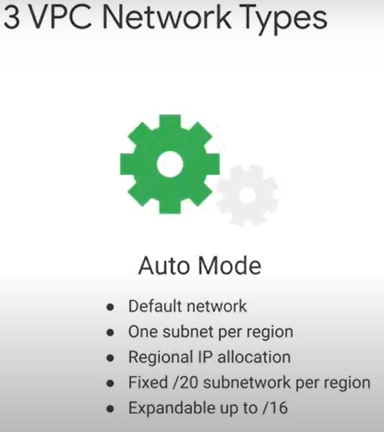 3 VPC Network Types
Auto Mode
• Default network
• One subnet per region
• Regional IP allocation
• Fixed /20 subnetwork per region
• Expandable up to /16